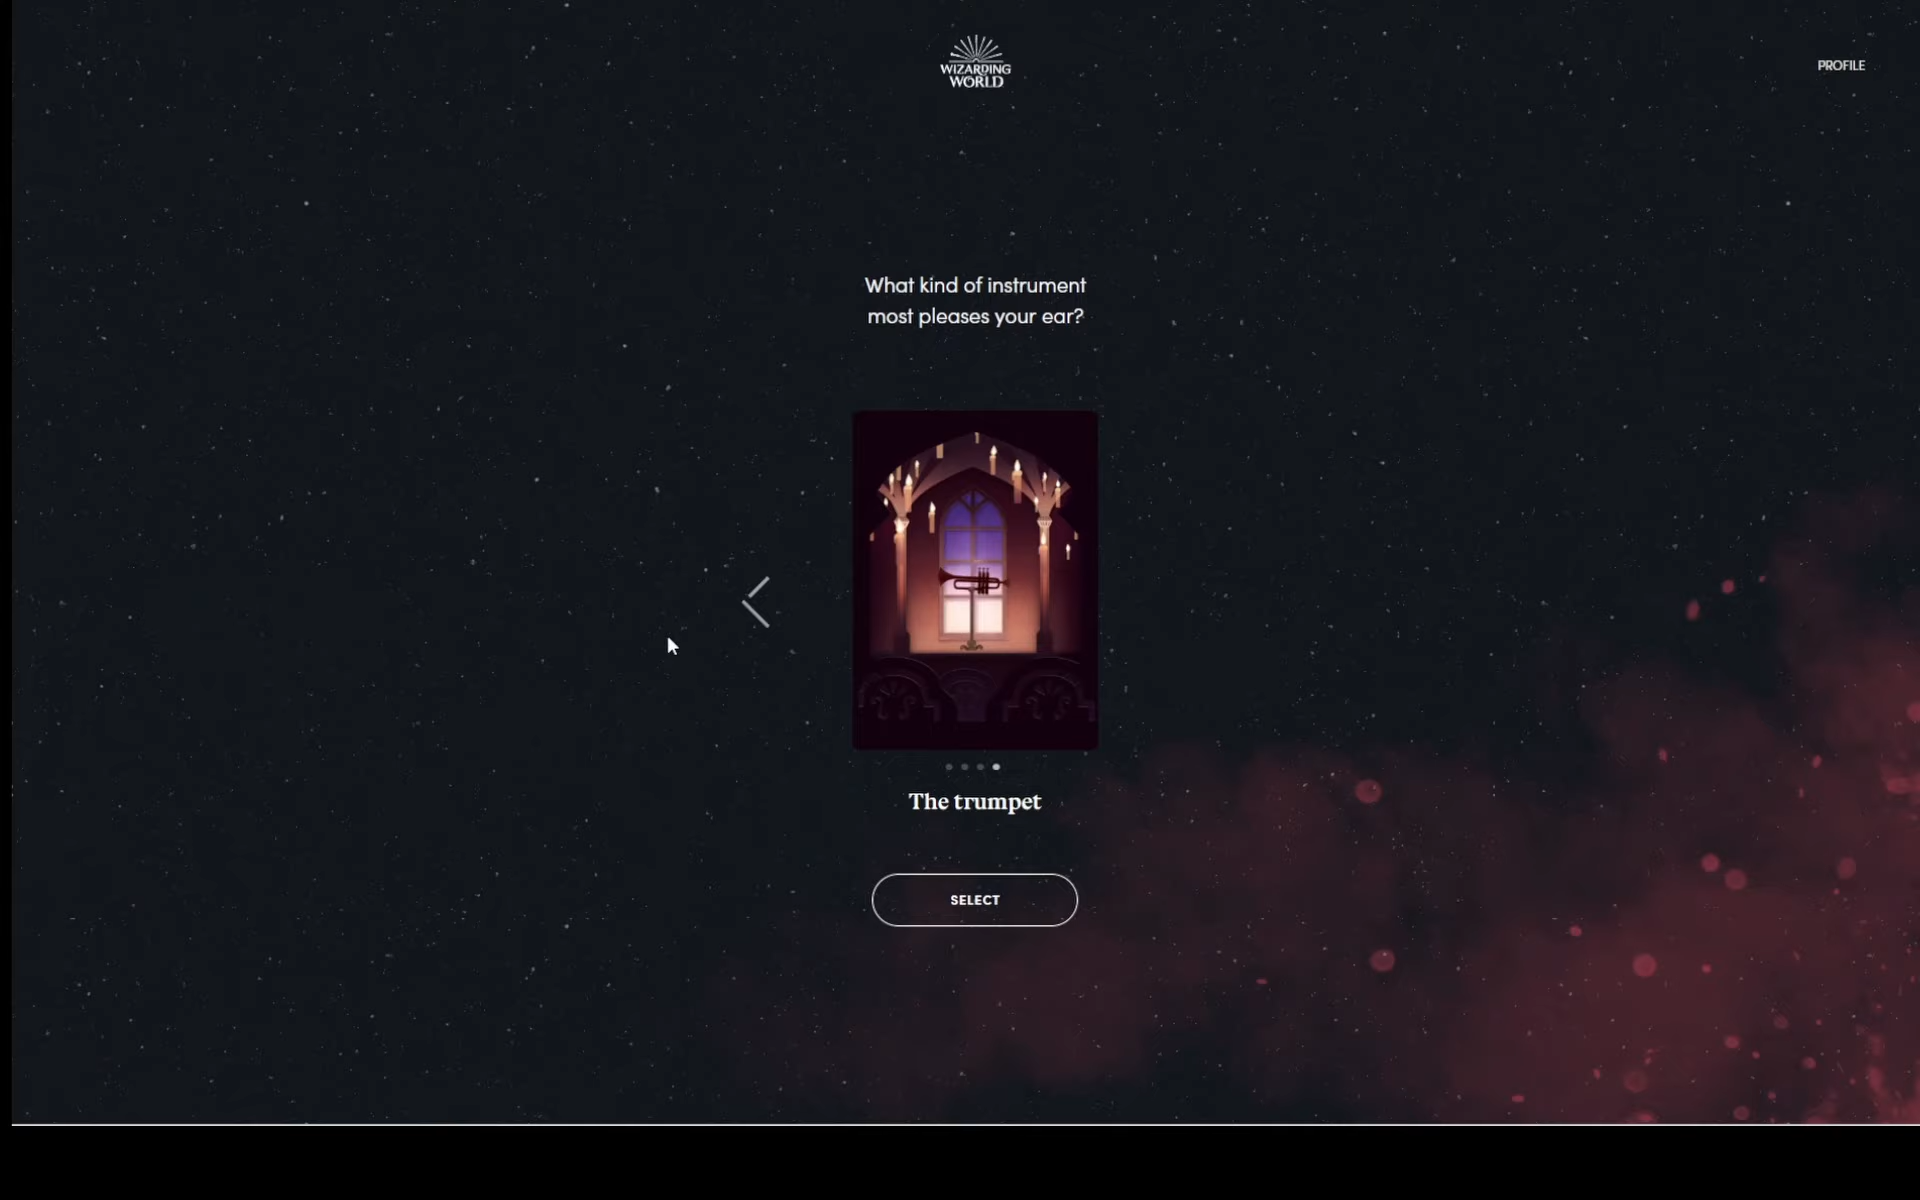 WIZARDING
WORLD
PROFILE
What kind of instrument
most pleases your ear?
The trumpet
SELECT